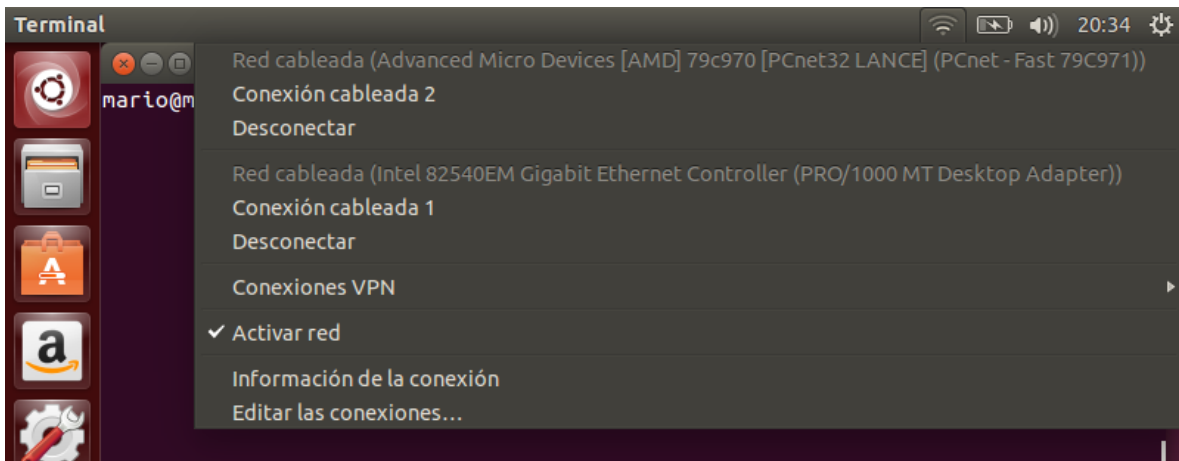 Terminal
20:34
mario@m
Red cableada (Advanced Micro Devices [AMD] 79c970 [PCnet32 LANCE] (PCnet - Fast 79C971))
Conexión cableada 2
Desconectar
Red cableada (Intel 82540EM Gigabit Ethernet Controller (PRO/1000 MT Desktop Adapter))
Conexión cableada 1
Desconectar
Conexiones VPN
Activar red
Información de la conexión
Editar las conexiones...
A
a